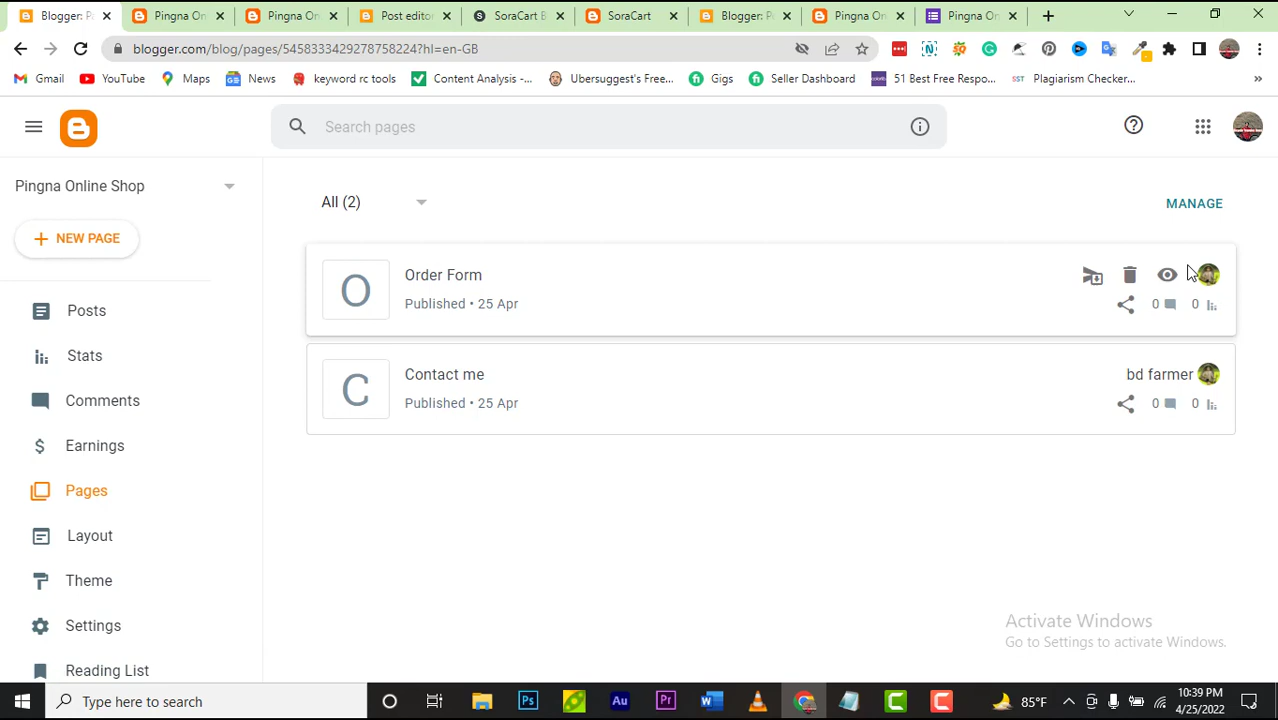 Blogger: Pa
Pingna On
Pingna On
Post editor
SoraCart B
SoraCart
Blogger: Pa
Pingna On
Pingna On
blogger.com/blog/pages/5458333429278758224?hl=en-GB
Gmail
YouTube
Maps
News
keyword rc tools
Content Analysis -...
Ubersuggest's Free...
Gigs
Seller Dashboard
51 Best Free Respo...
Plagiarism Checker...
Search pages
Pingna Online Shop
NEW PAGE
Posts
Stats
Comments
Earnings
Pages
Layout
Theme
Settings
Reading List
All (2)
MANAGE
O
Order Form
Published • 25 Apr
0
0
C
Contact me
Published • 25 Apr
bd farmer
0
0
Activate Windows
Go to Settings to activate Windows.
Type here to search
85°F
10:39 PM
4/25/2022